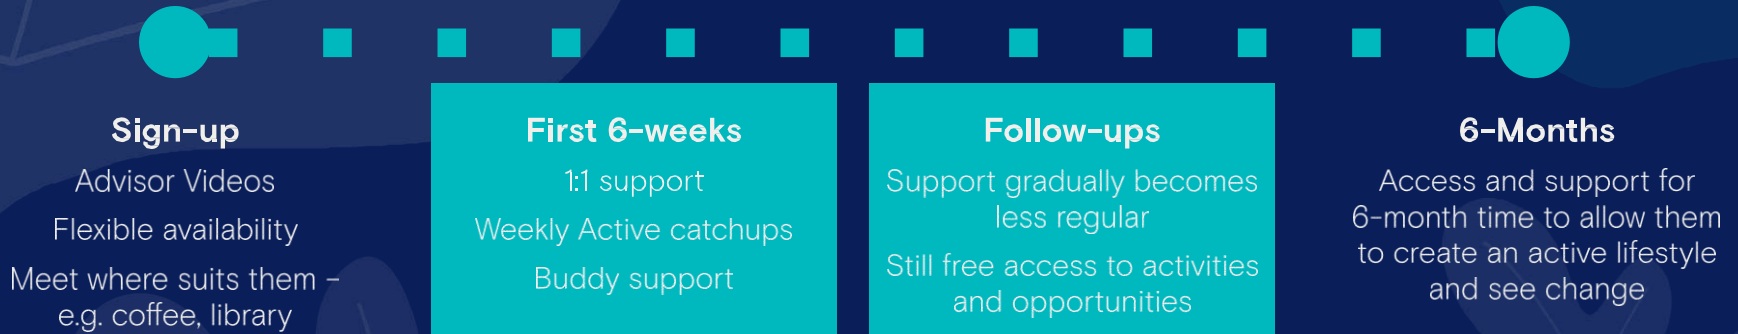 Sign-up
Advisor Videos
Flexible availability
Meet where suits them –
e.g. coffee, library
First 6-weeks
1:1 support
Weekly Active catchups
Buddy support
Follow-ups
Support gradually becomes
less regular
Still free access to activities
and opportunities
6-Months
Access and support for
6-month time to allow them
to create an active lifestyle
and see change